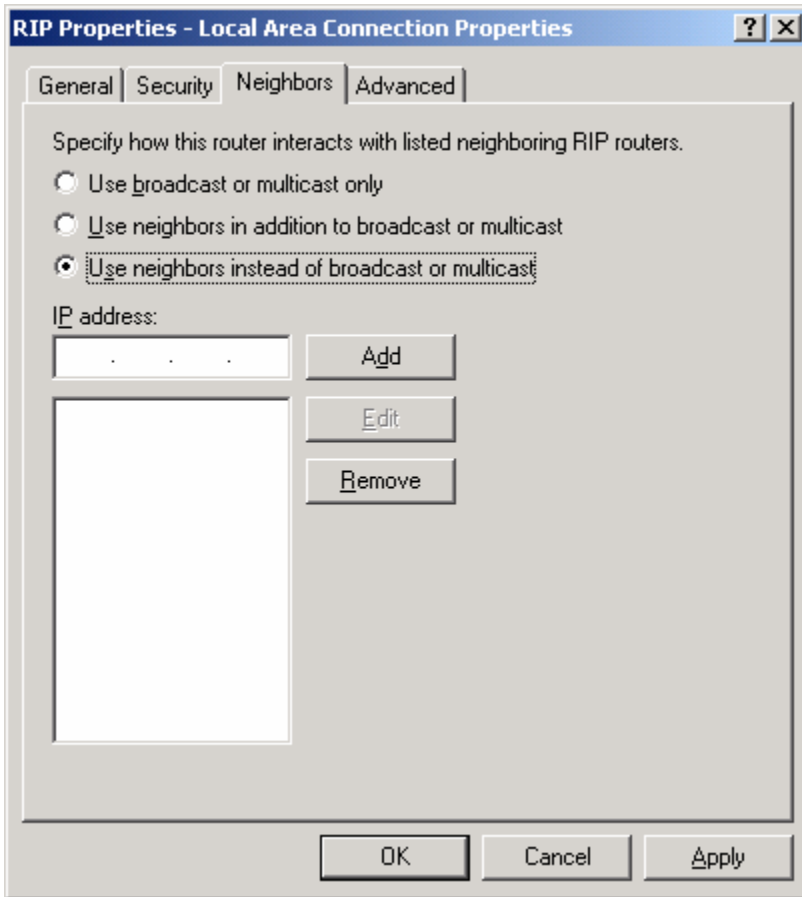 RIP Properties - Local Area Connection Properties
General Security Neighbors Advanced
Specify how this router interacts with listed neighboring RIP routers.
Use broadcast or multicast only
Use neighbors in addition to broadcast or multicast
Use neighbors instead of broadcast or multicast
IP address:
. . . Add
Edit
Remove
OK Cancel Apply